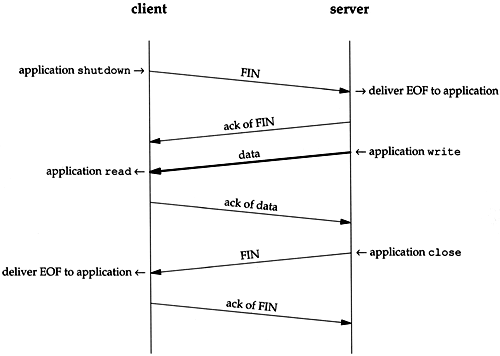 client server
application shutdown → FIN
→ deliver EOF to application
ack of FIN
data ← application write
application read ←
ack of data
FIN ← application close
deliver EOF to application ←
ack of FIN